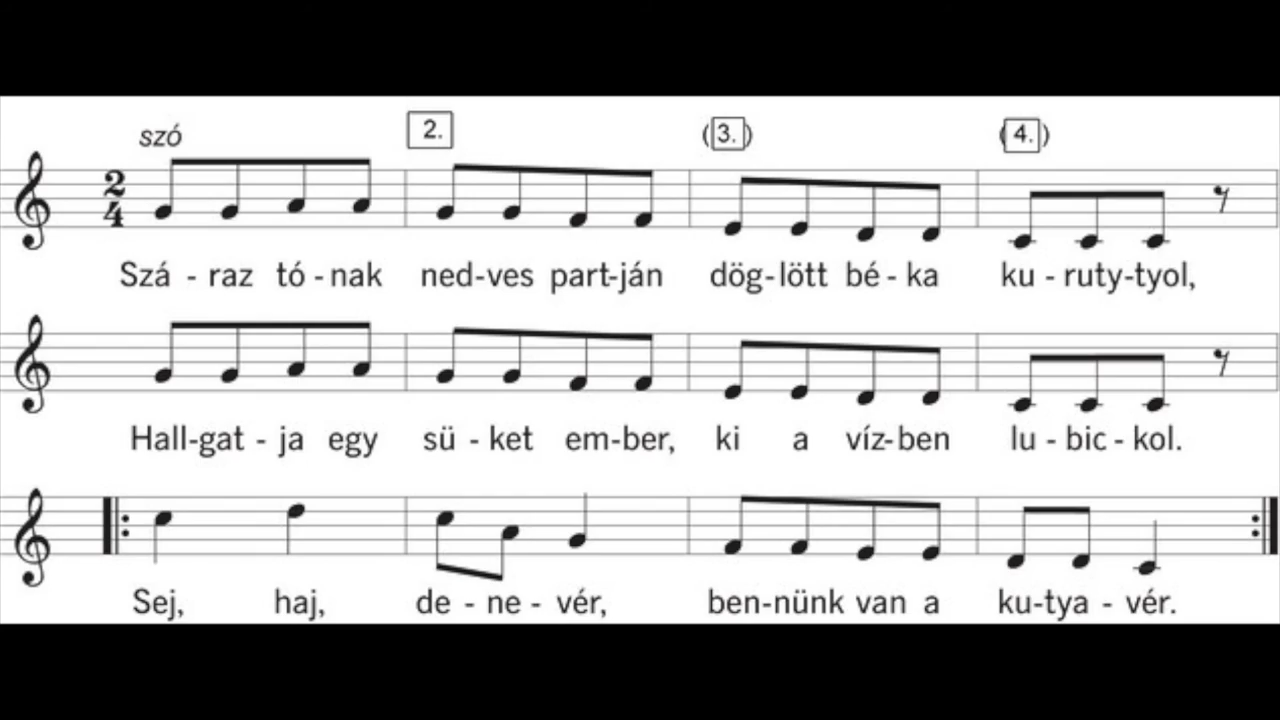 szó 2. (3.) (4.)
2
4
Szá - raz tó - nak ned-ves part-ján dög-lött bé - ka ku - ruty-tyol,
Hall-gat - ja egy sü - ket em-ber, ki a víz-ben lu - bic - kol.
Sej, haj, de - ne - vér, ben-nünk van a ku-tya - vér.